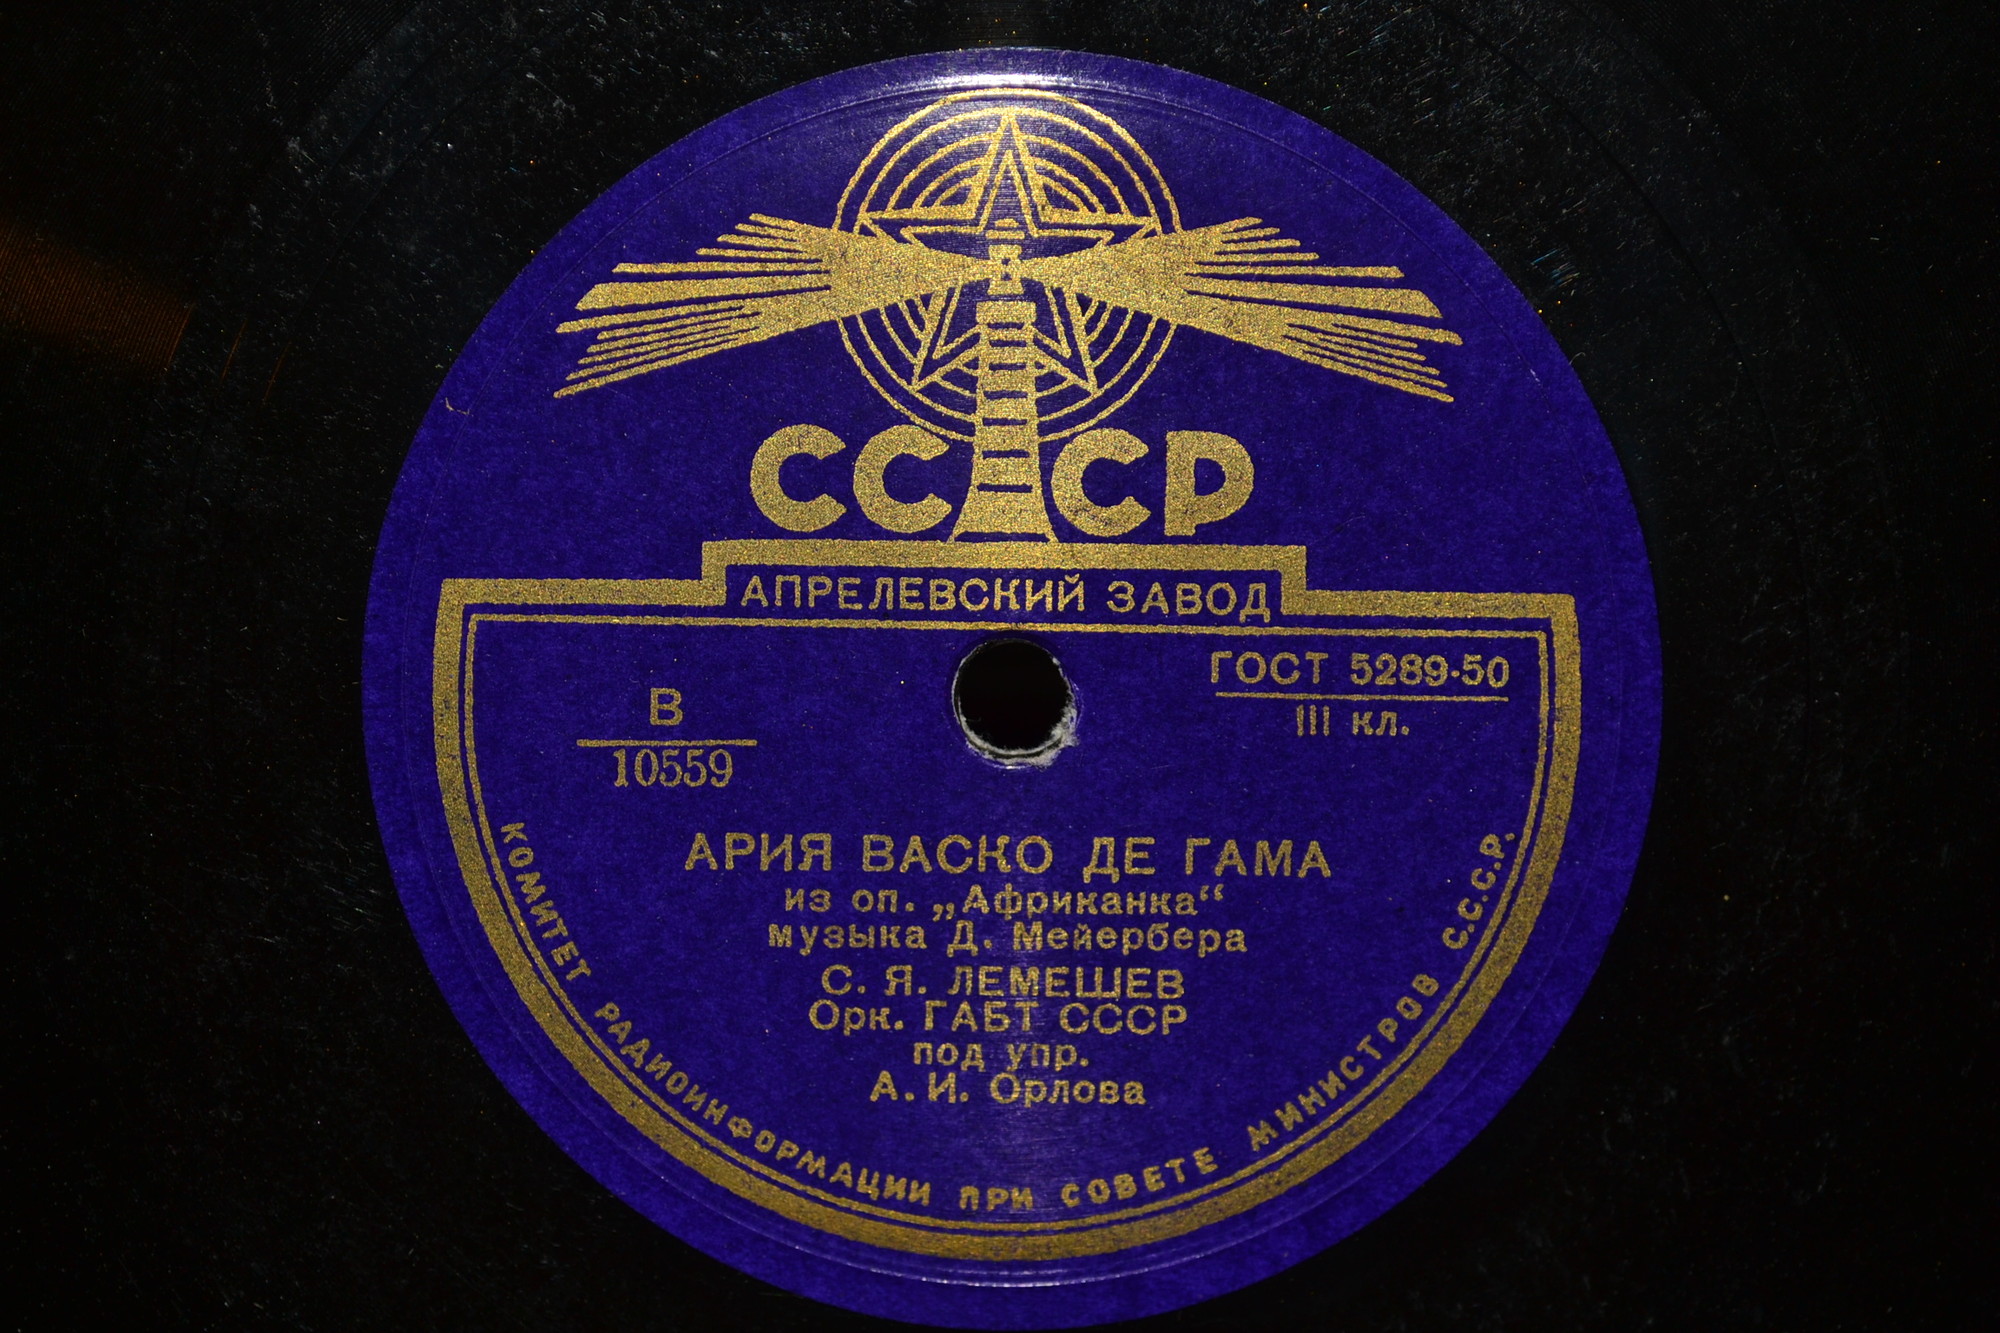 СССР
АПРЕЛЕВСКИЙ ЗАВОД
ГОСТ 5289-50
III кл.
В
10559
АРИЯ ВАСКО ДЕ ГАМА
из оп. „Африканка“
музыка Д. Мейербера
С. Я. ЛЕМЕШЕВ
Орк. ГАБТ СССР
под упр.
А. И. Орлова
КОМИТЕТ РАДИОИНФОРМАЦИИ ПРИ СОВЕТЕ МИНИСТРОВ С.С.С.Р.